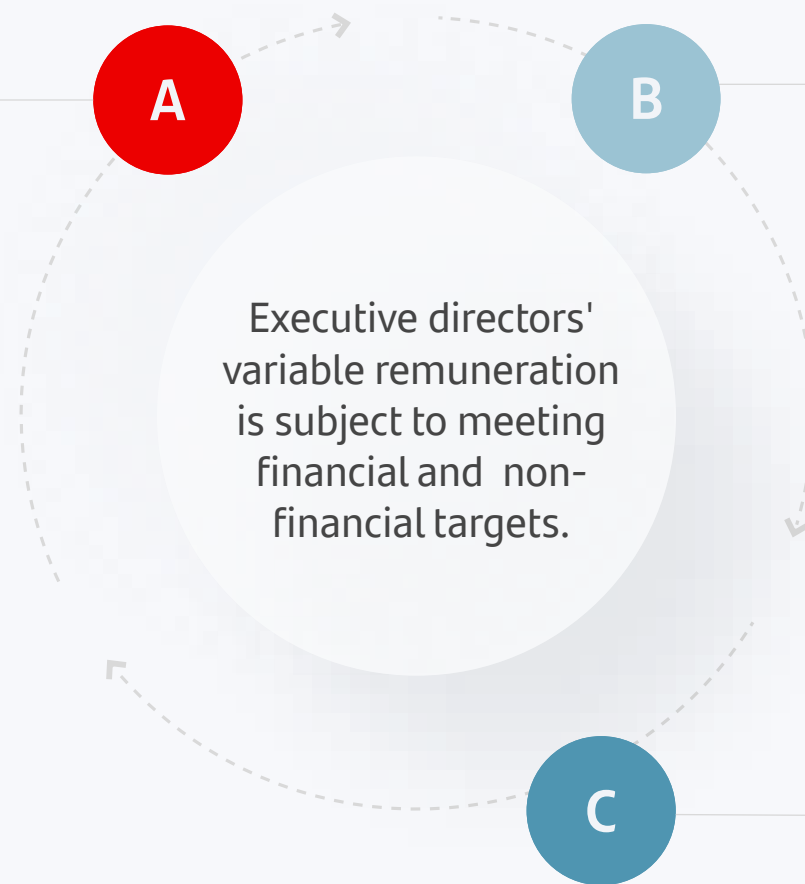 A
B
Executive directors'
variable remuneration
is subject to meeting
financial and  non-
financial targets.
C